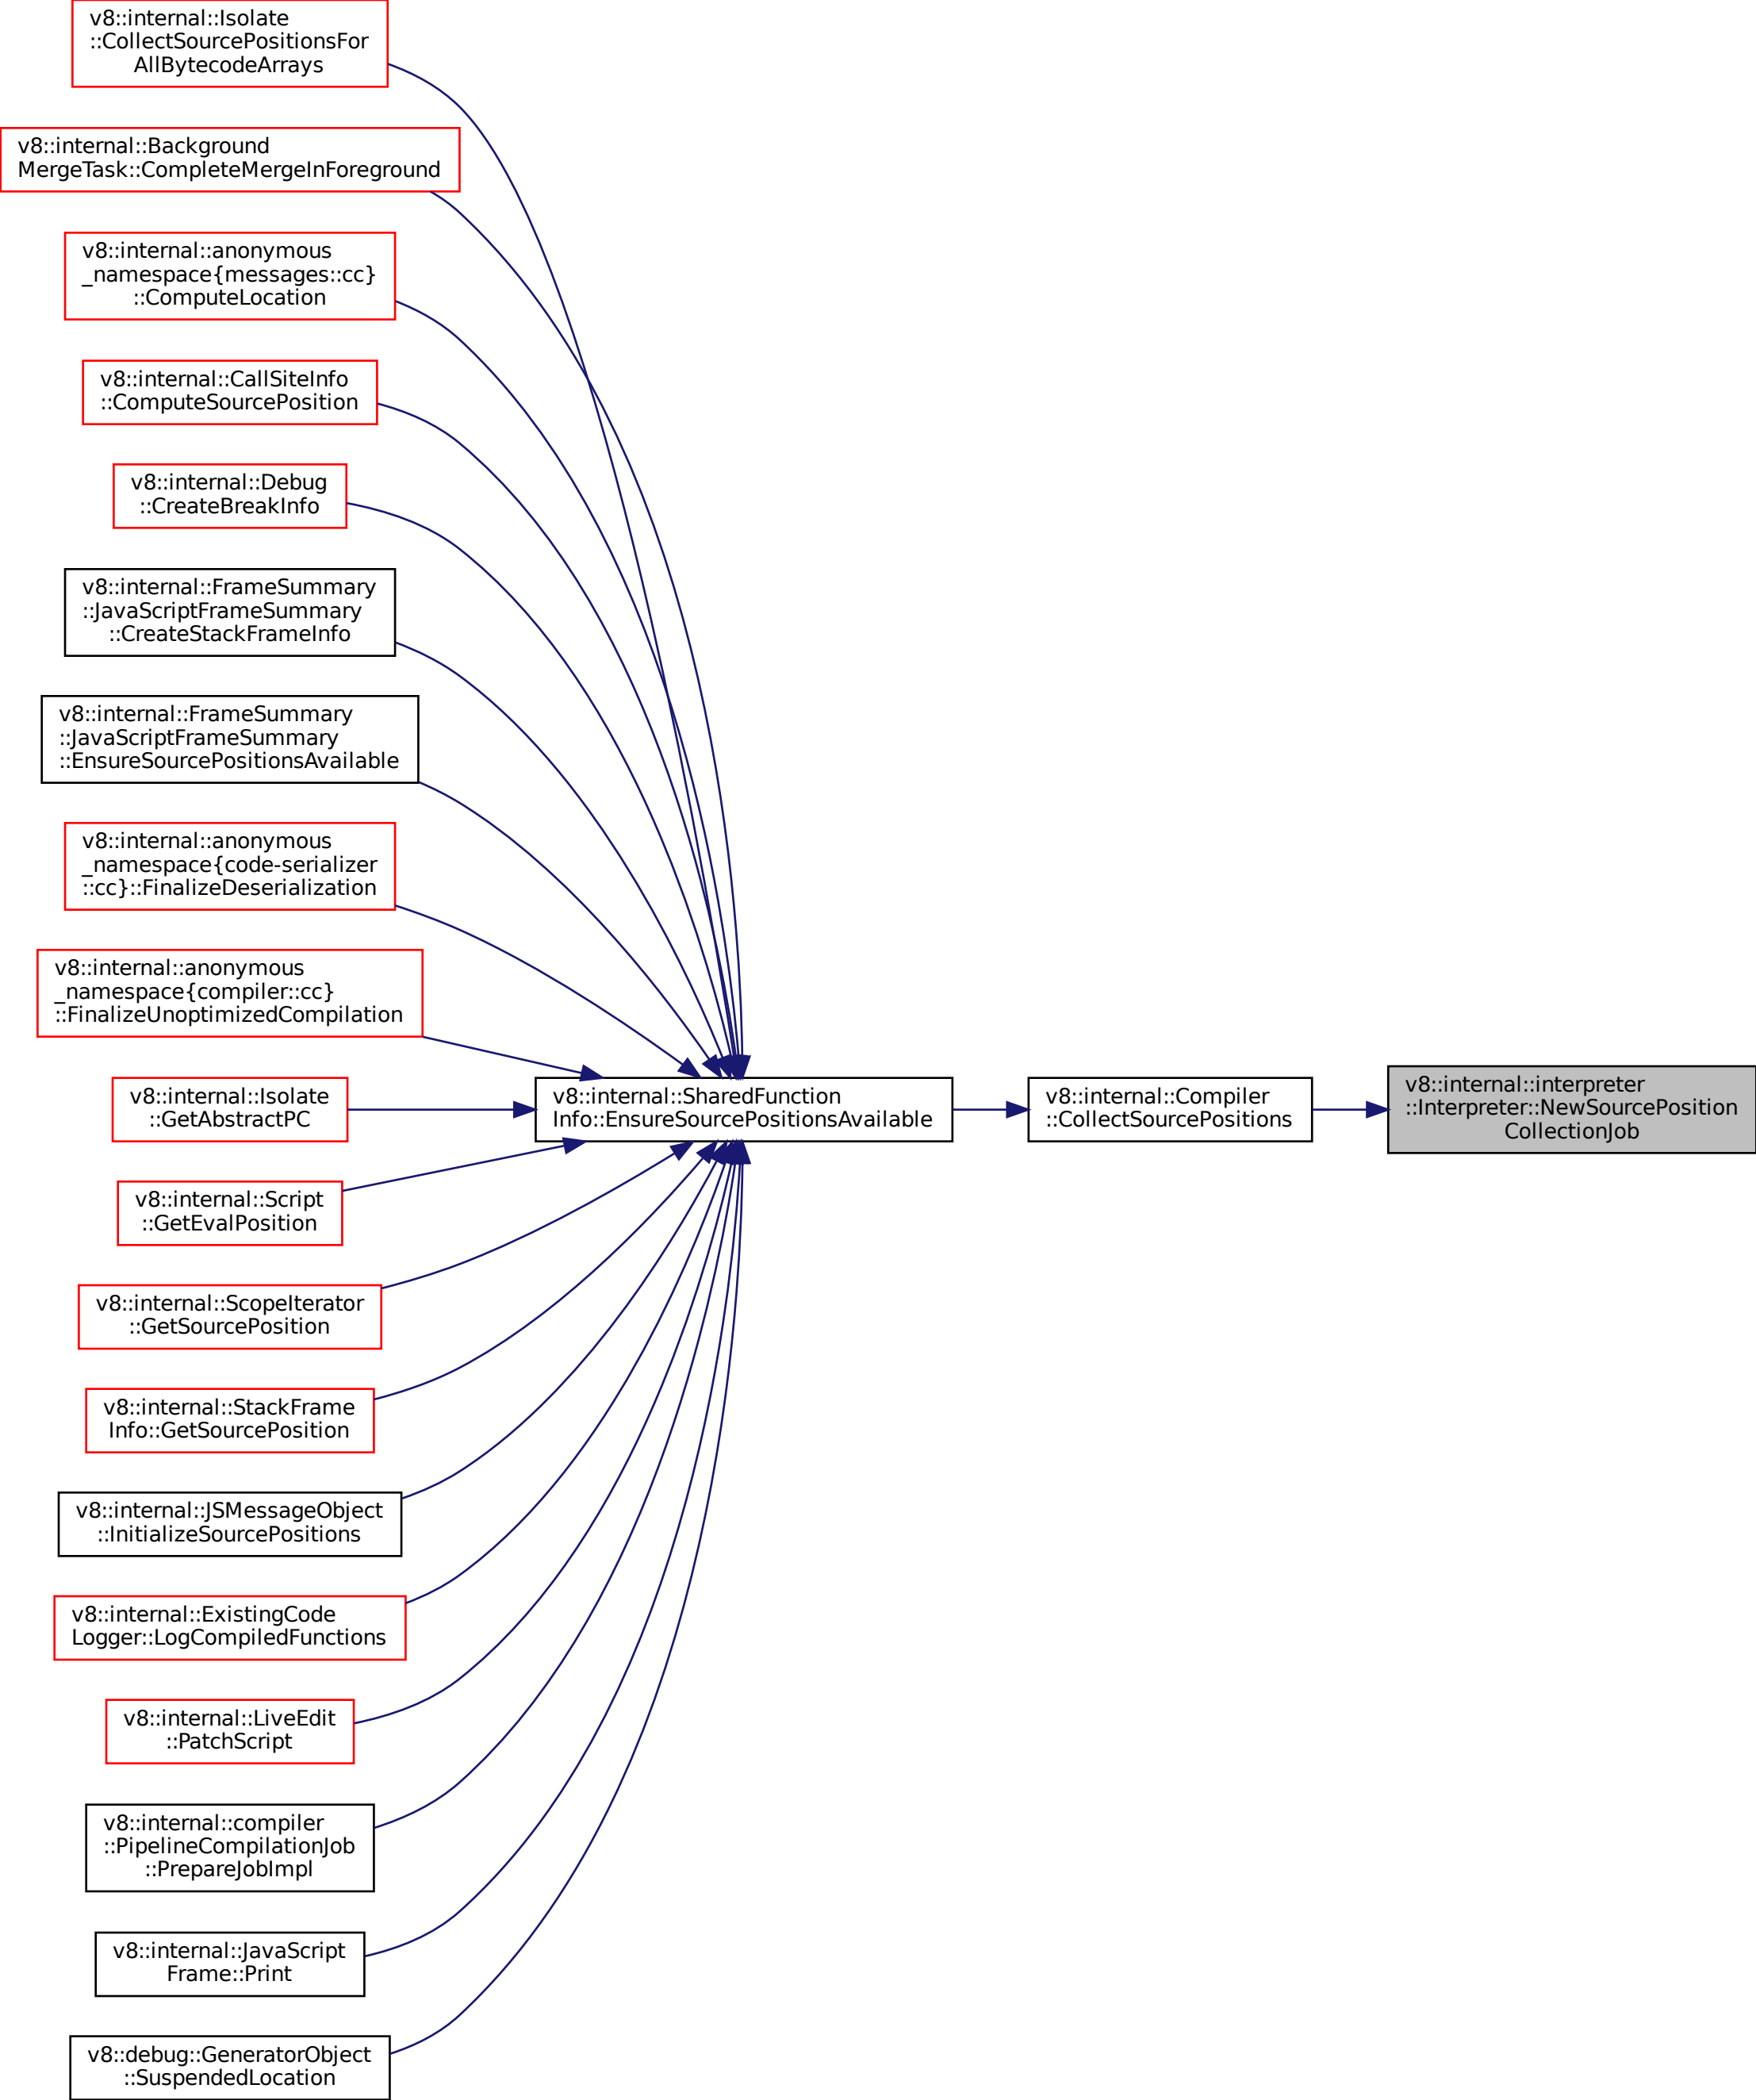 v8::internal::Isolate
::CollectSourcePositionsFor
AllBytecodeArrays
v8::internal::Background
MergeTask::CompleteMergeInForeground
v8::internal::anonymous
_namespace{messages::cc}
::ComputeLocation
v8::internal::CallSiteInfo
::ComputeSourcePosition
v8::internal::Debug
::CreateBreakInfo
v8::internal::FrameSummary
::JavaScriptFrameSummary
::CreateStackFrameInfo
v8::internal::FrameSummary
::JavaScriptFrameSummary
::EnsureSourcePositionsAvailable
v8::internal::anonymous
_namespace{code-serializer
::cc}::FinalizeDeserialization
v8::internal::anonymous
_namespace{compiler::cc}
::FinalizeUnoptimizedCompilation
v8::internal::Isolate
::GetAbstractPC
v8::internal::SharedFunction
Info::EnsureSourcePositionsAvailable
v8::internal::Compiler
::CollectSourcePositions
v8::internal::interpreter
::Interpreter::NewSourcePosition
CollectionJob
v8::internal::Script
::GetEvalPosition
v8::internal::ScopeIterator
::GetSourcePosition
v8::internal::StackFrame
Info::GetSourcePosition
v8::internal::JSMessageObject
::InitializeSourcePositions
v8::internal::ExistingCode
Logger::LogCompiledFunctions
v8::internal::LiveEdit
::PatchScript
v8::internal::compiler
::PipelineCompilationJob
::PrepareJobImpl
v8::internal::JavaScript
Frame::Print
v8::debug::GeneratorObject
::SuspendedLocation